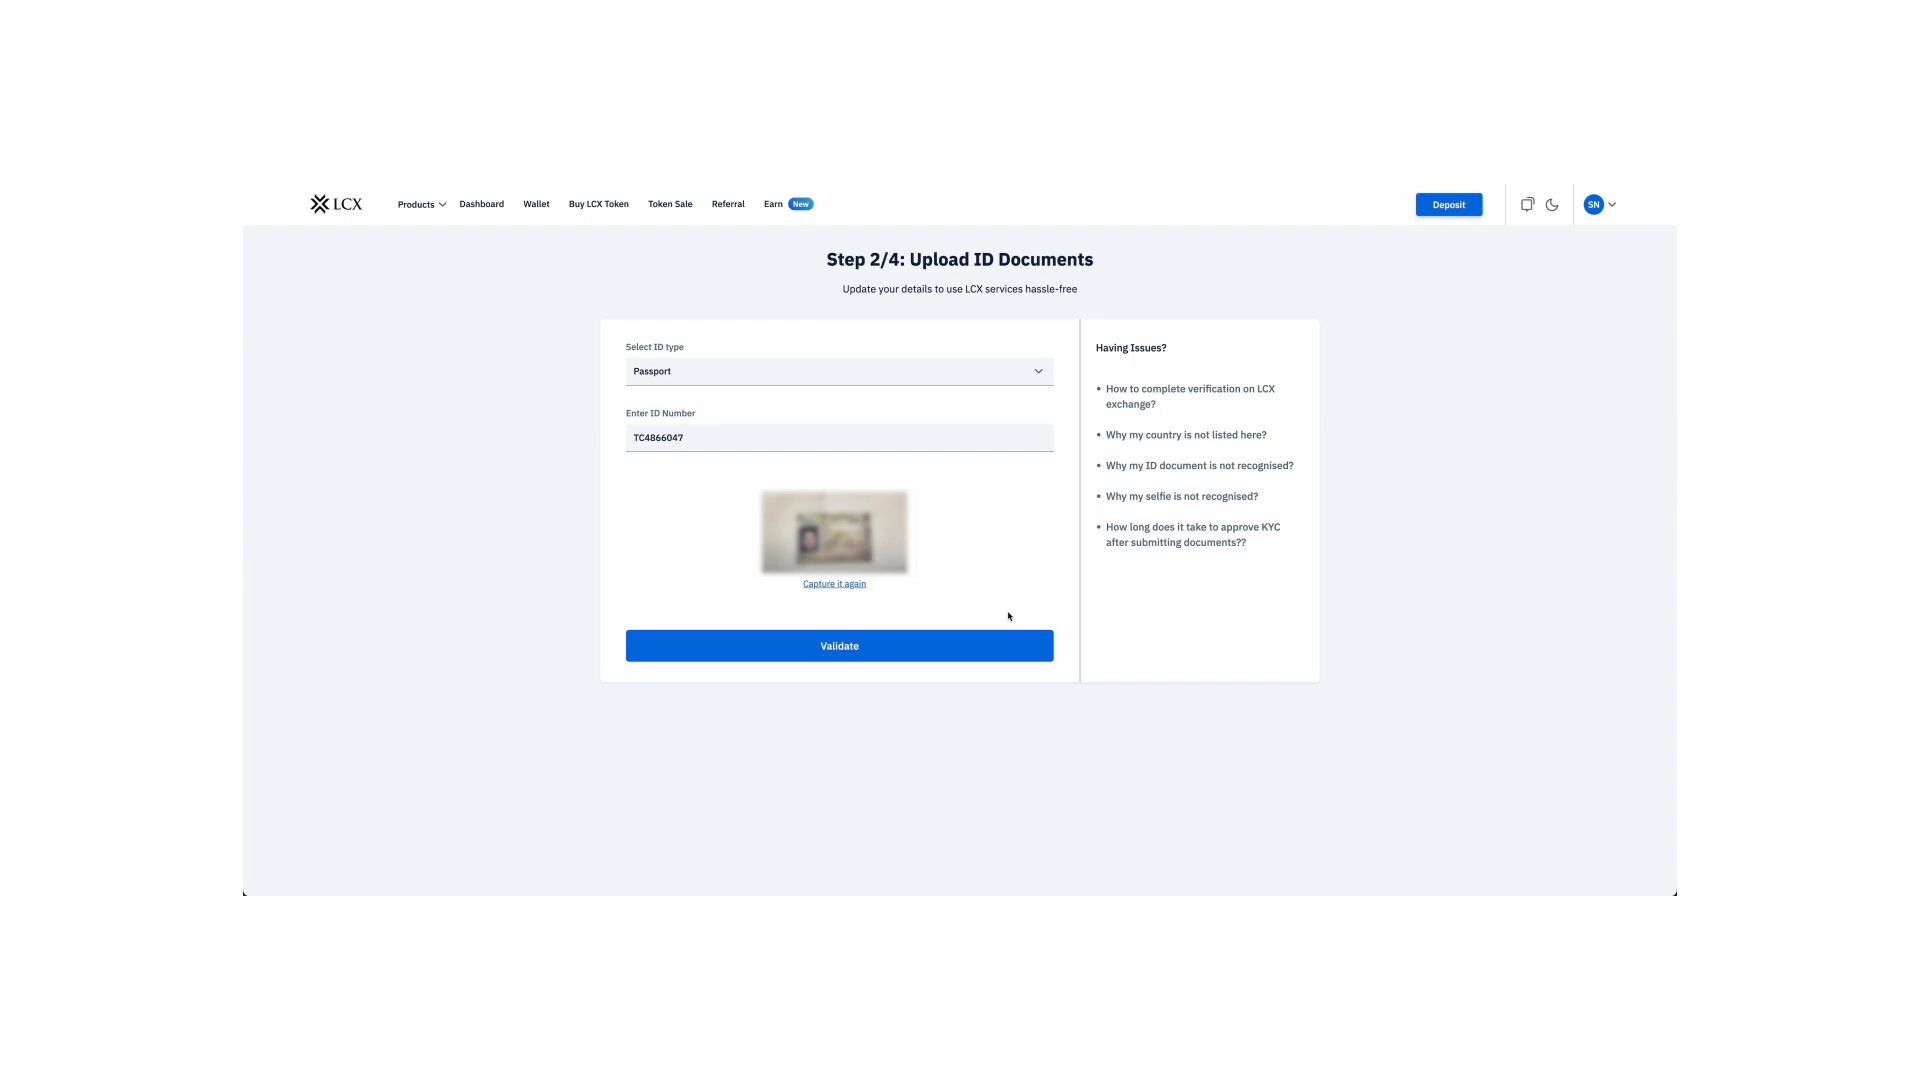 LCX
Products
Dashboard
Wallet
Buy LCX Token
Token Sale
Referral
Earn New
Deposit
SN
Step 2/4: Upload ID Documents
Update your details to use LCX services hassle-free
Select ID type
Passport
Enter ID Number
TC4866047
Capture it again
Validate
Having Issues?
• How to complete verification on LCX
exchange?
• Why my country is not listed here?
• Why my ID document is not recognised?
• Why my selfie is not recognised?
• How long does it take to approve KYC
after submitting documents??